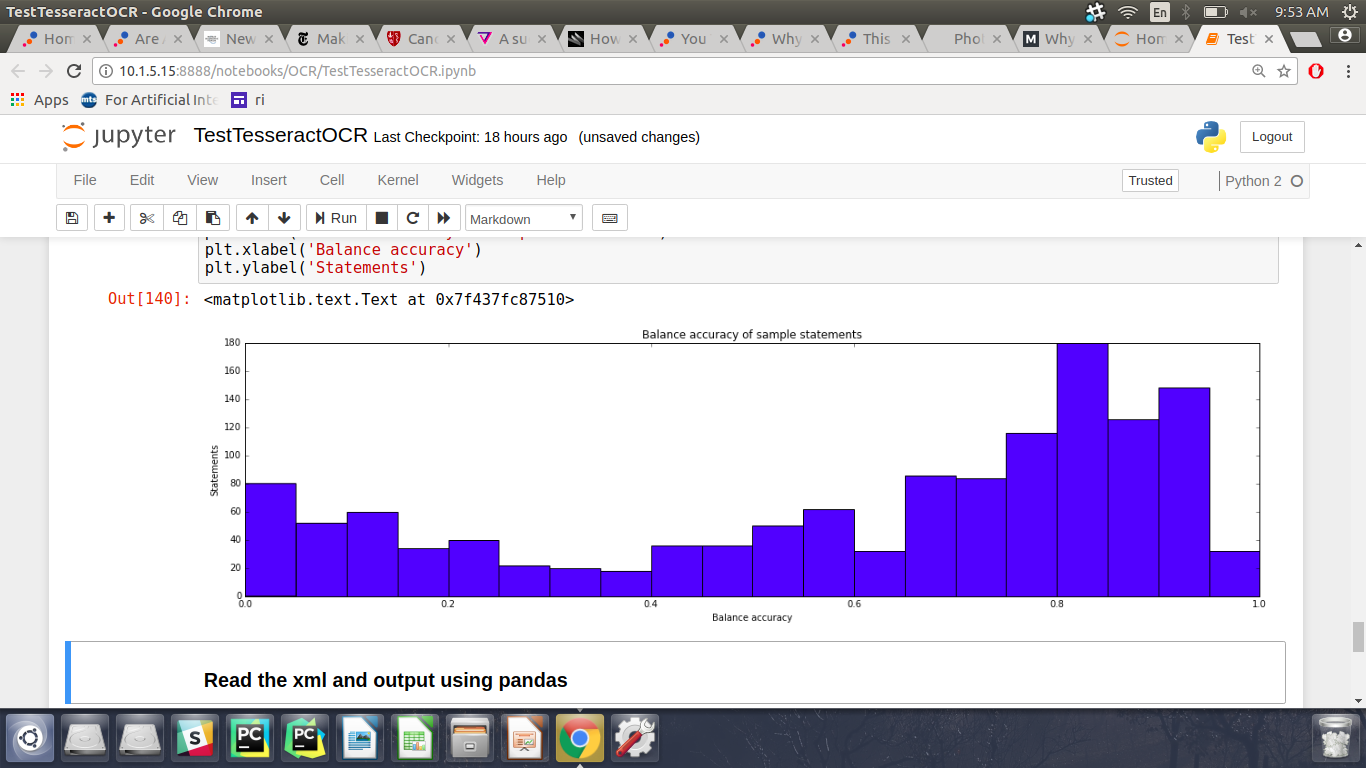 TestTesseractOCR - Google Chrome
En
9:53 AM
Hom
Are
New
Mak
Canc
A su
How
You
Why
This
Phot
Why
Hom
Test
10.1.5.15:8888/notebooks/OCR/TestTesseractOCR.ipynb
Apps
mts
For Artificial Inte
ri
jupyter
TestTesseractOCR Last Checkpoint: 18 hours ago (unsaved changes)
Logout
File Edit View Insert Cell Kernel Widgets Help
Trusted
Python 2
Run
Markdown
plt.xlabel('Balance accuracy')
plt.ylabel('Statements')
Out[140]: <matplotlib.text.Text at 0x7f437fc87510>
Balance accuracy of sample statements
180
160
140
120
100
80
60
40
20
0
Statements
0.0 0.2 0.4 0.6 0.8 1.0
Balance accuracy
Read the xml and output using pandas
S
PC
PC